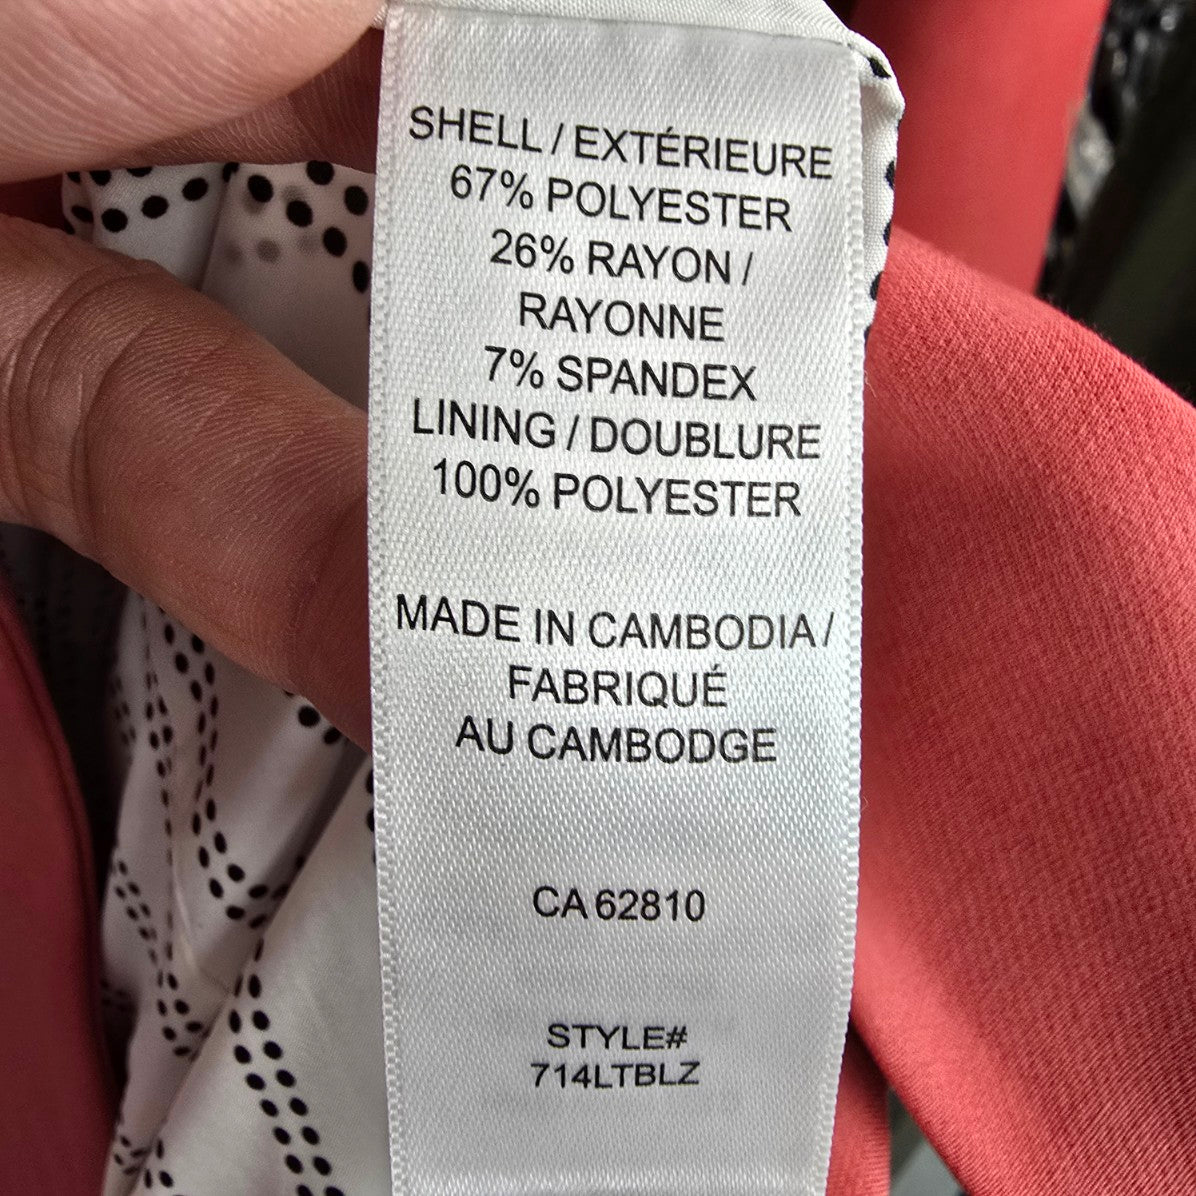 SHELL / EXTÉRIEURE
67% POLYESTER
26% RAYON /
RAYONNE
7% SPANDEX
LINING / DOUBLURE
100% POLYESTER
MADE IN CAMBODIA /
FABRIQUÉ
AU CAMBODGE
CA 62810
STYLE#
714LTBLZ